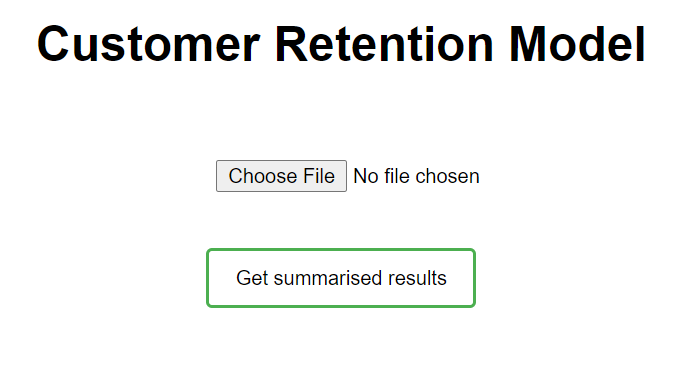 Customer Retention Model
Choose File No file chosen
Get summarised results